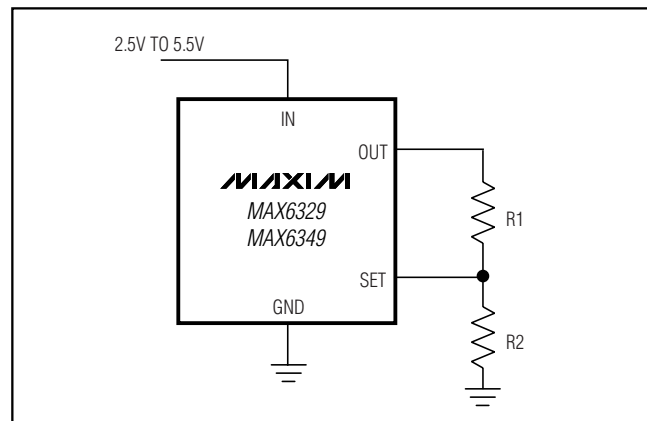 2.5V TO 5.5V
IN
OUT
MAXIM
MAX6329
MAX6349
R1
SET
GND
R2